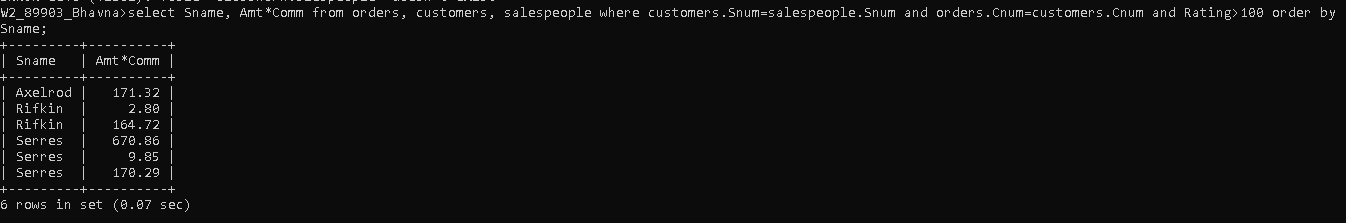 W2_89903_Bhavna>select Sname, Amt*Comm from orders, customers, salespeople where customers.Snum=salespeople.Snum and orders.Cnum=customers.Cnum and Rating>100 order by
Sname;
+---------+----------+
| Sname   | Amt*Comm |
+---------+----------+
| Axelrod |   171.32 |
| Rifkin  |     2.80 |
| Rifkin  |   164.72 |
| Serres  |   670.86 |
| Serres  |     9.85 |
| Serres  |   170.29 |
+---------+----------+
6 rows in set (0.07 sec)